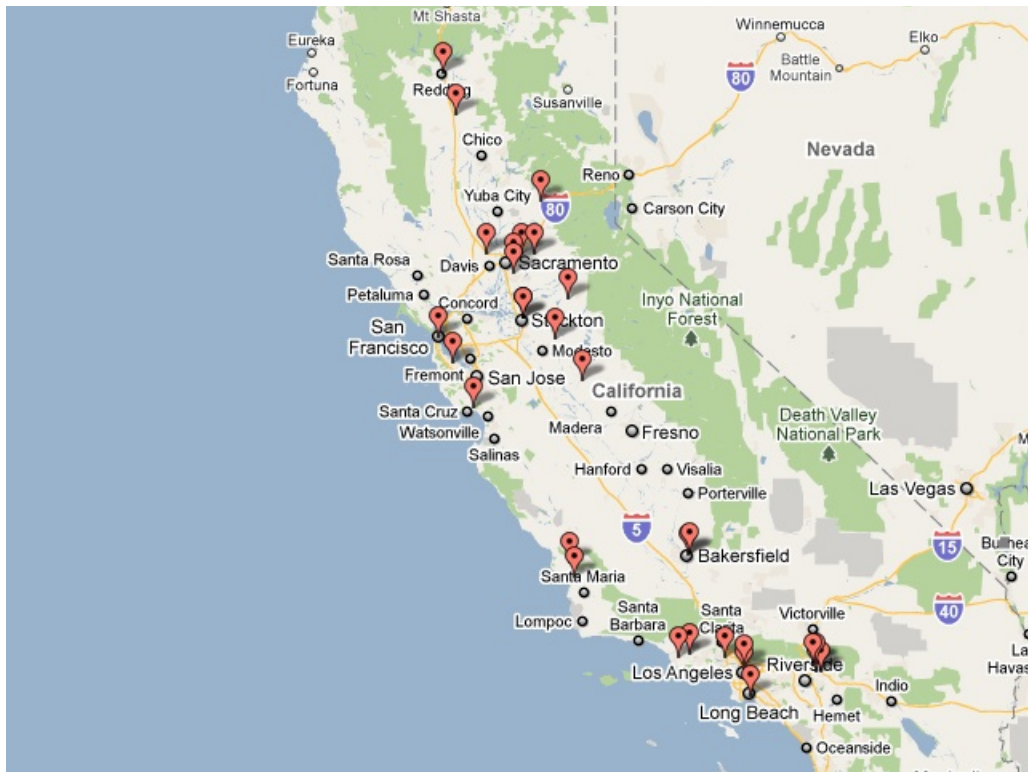 Mt Shasta
Winnemucca
Eureka
Elko
Battle
Mountain
80
Fortuna
Redding
Susanville
Chico
Nevada
Reno
Yuba City
80
Carson City
Santa Rosa
Davis
Sacramento
Petaluma
Concord
Inyo National
Forest
San
Francisco
Stockton
Modesto
Fremont
San Jose
California
Santa Cruz
Madera
Death Valley
National Park
Watsonville
Fresno
Salinas
Hanford
Visalia
Las Vegas
Porterville
5
15
Bakersfield
City
Santa Maria
Santa
Barbara
Santa
Clarita
Victorville
40
Lompoc
Los Angeles
Riverside
La
Havas
Indio
Long Beach
Hemet
Oceanside